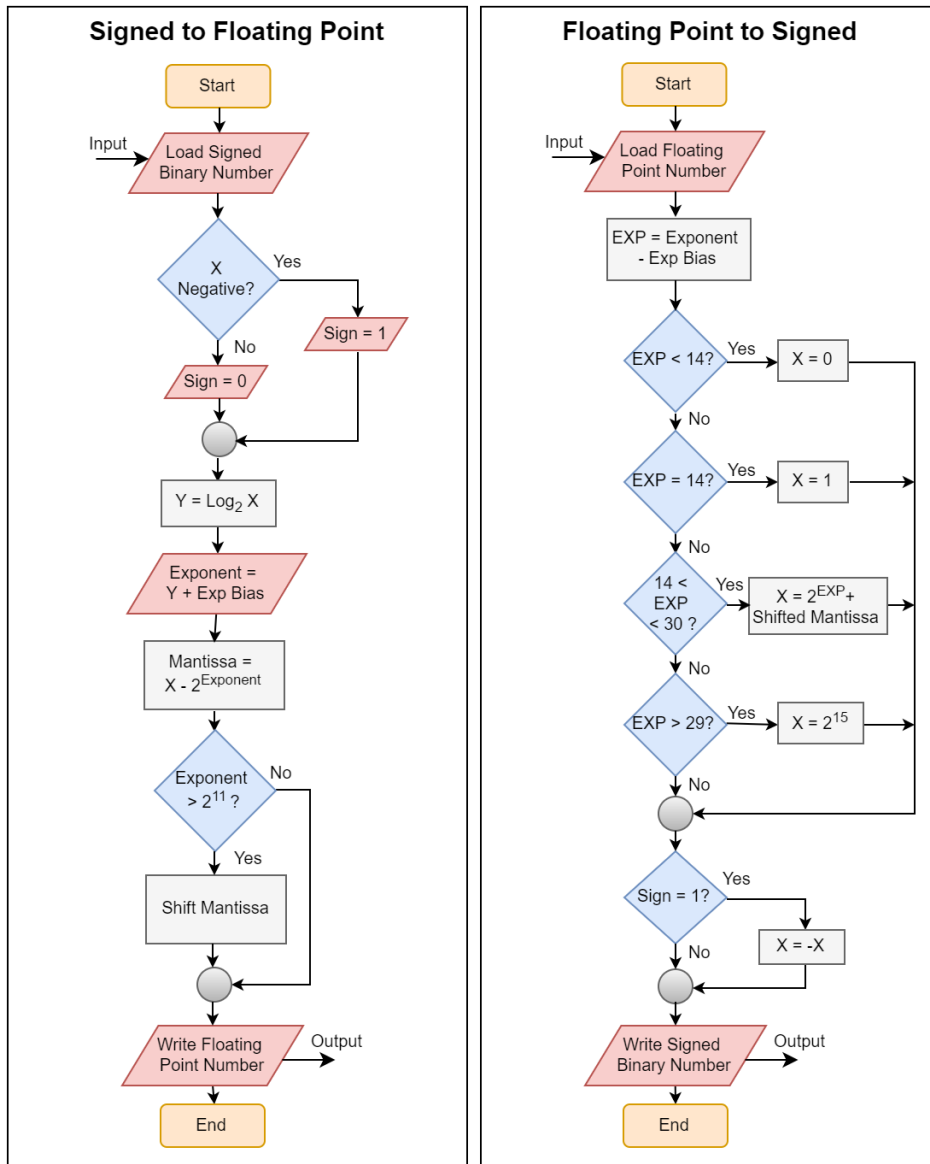 Signed to Floating Point
Start
Input
Load Signed
Binary Number
X
Negative?
Yes
Sign = 1
No
Sign = 0
Y = Log₂ X
Exponent =
Y + Exp Bias
Mantissa =
X - 2^Exponent
Exponent
> 2¹¹ ?
No
Yes
Shift Mantissa
Write Floating
Point Number
Output
End
Floating Point to Signed
Start
Input
Load Floating
Point Number
EXP = Exponent
- Exp Bias
EXP < 14?
Yes
X = 0
No
EXP = 14?
Yes
X = 1
No
14 <
EXP
< 30 ?
Yes
X = 2^EXP+
Shifted Mantissa
No
EXP > 29?
Yes
X = 2¹⁵
No
Sign = 1?
Yes
X = -X
No
Write Signed
Binary Number
Output
End